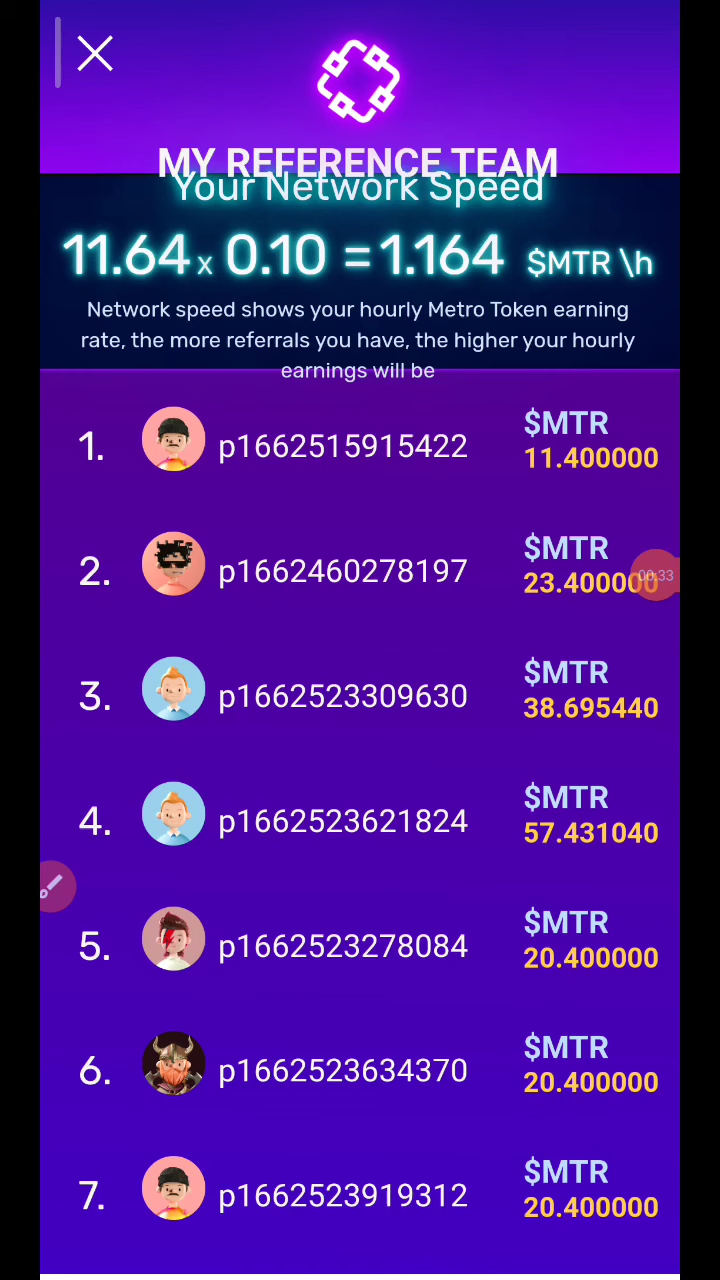 MY REFERENCE TEAM
Your Network Speed
11.64 x 0.10 = 1.164 $MTR \h
Network speed shows your hourly Metro Token earning
rate, the more referrals you have, the higher your hourly
earnings will be
1. p1662515915422 $MTR
11.400000
2. p1662460278197 $MTR
23.400000
00:33
3. p1662523309630 $MTR
38.695440
4. p1662523621824 $MTR
57.431040
5. p1662523278084 $MTR
20.400000
6. p1662523634370 $MTR
20.400000
7. p1662523919312 $MTR
20.400000